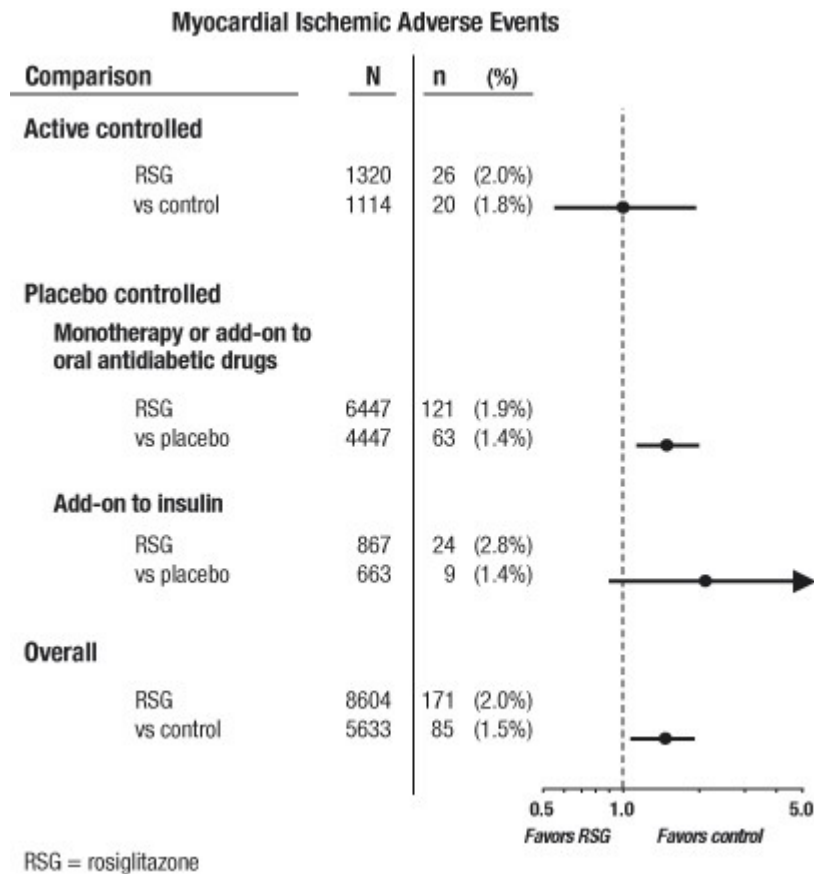 Myocardial Ischemic Adverse Events
Comparison N n (%)
Active controlled
RSG 1320 26 (2.0%)
vs control 1114 20 (1.8%)
Placebo controlled
Monotherapy or add-on to
oral antidiabetic drugs
RSG 6447 121 (1.9%)
vs placebo 4447 63 (1.4%)
Add-on to insulin
RSG 867 24 (2.8%)
vs placebo 663 9 (1.4%)
Overall
RSG 8604 171 (2.0%)
vs control 5633 85 (1.5%)
0.5 1.0 5.0
Favors RSG Favors control
RSG = rosiglitazone